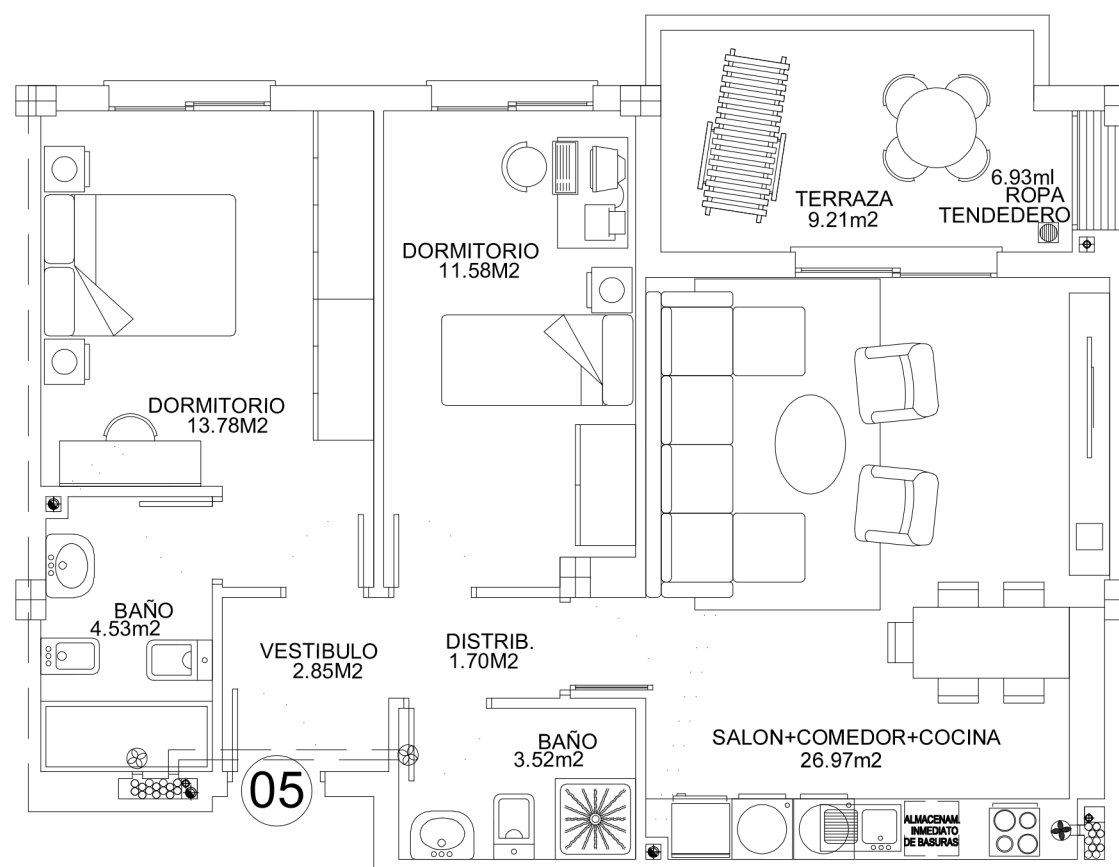 6.93ml
ROPA
TENDEDERO
TERRAZA
9.21m2
DORMITORIO
11.58M2
DORMITORIO
13.78M2
BAÑO
4.53m2
VESTIBULO
2.85M2
DISTRIB.
1.70M2
BAÑO
3.52m2
SALON+COMEDOR+COCINA
26.97m2
05
ALMACENAM.
INMEDIATO
DE BASURAS